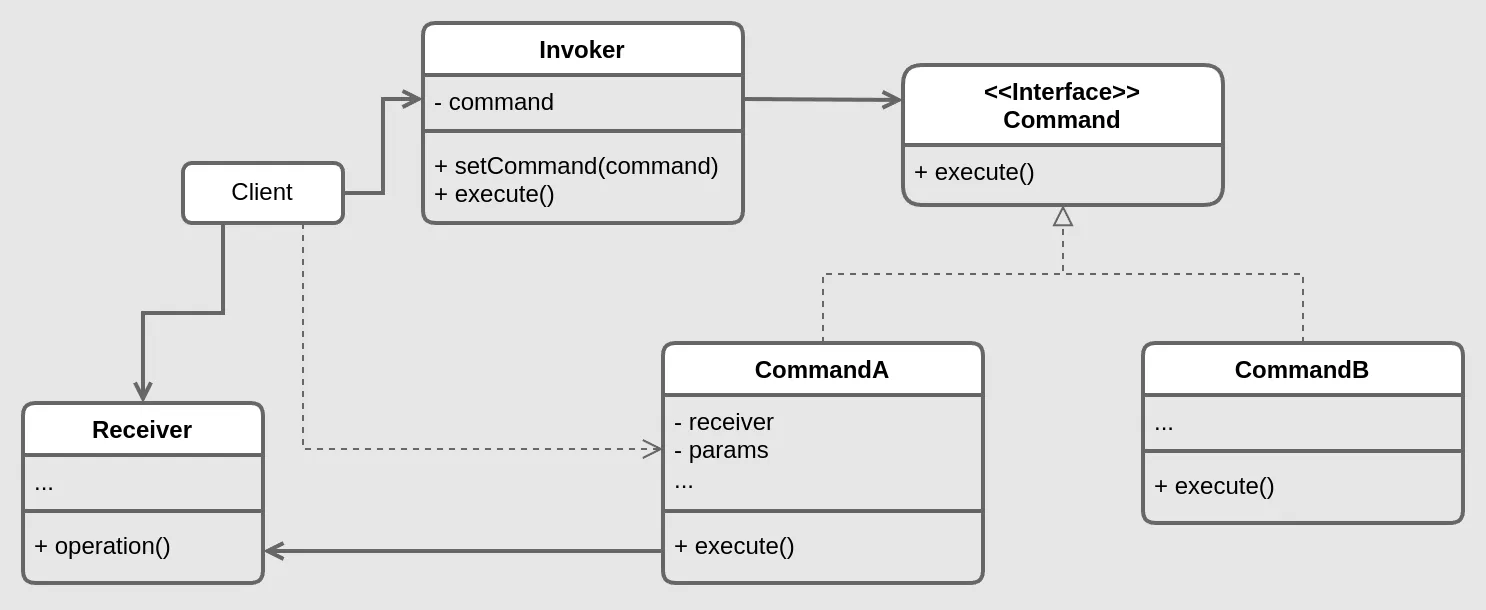 Invoker
- command
+ setCommand(command)
+ execute()
<<Interface>>
Command
+ execute()
Client
Receiver
...
+ operation()
CommandA
- receiver
- params
...
+ execute()
CommandB
...
+ execute()